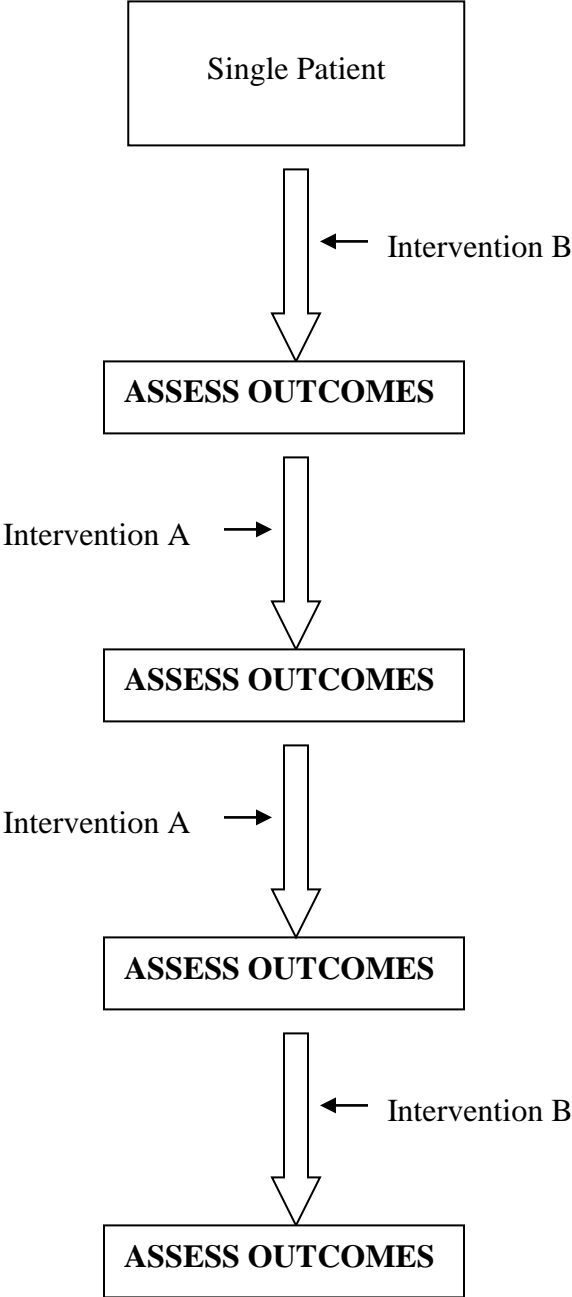 Single Patient
Intervention B
ASSESS OUTCOMES
Intervention A
ASSESS OUTCOMES
Intervention A
ASSESS OUTCOMES
Intervention B
ASSESS OUTCOMES